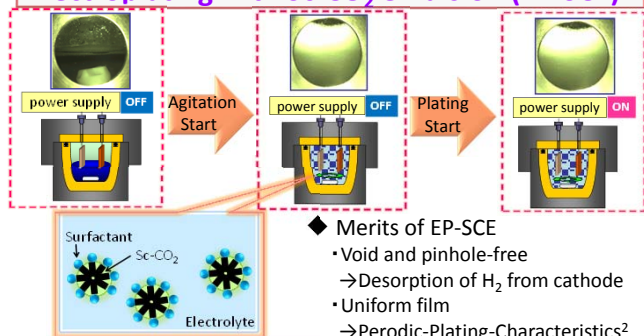 power supply OFF
Agitation
Start
power supply OFF
Plating
Start
power supply ON
Surfactant
Sc-CO2
Electrolyte
◆ Merits of EP-SCE
・Void and pinhole-free
→Desorption of H2 from cathode
・Uniform film
→Perodic-Plating-Characteristics2